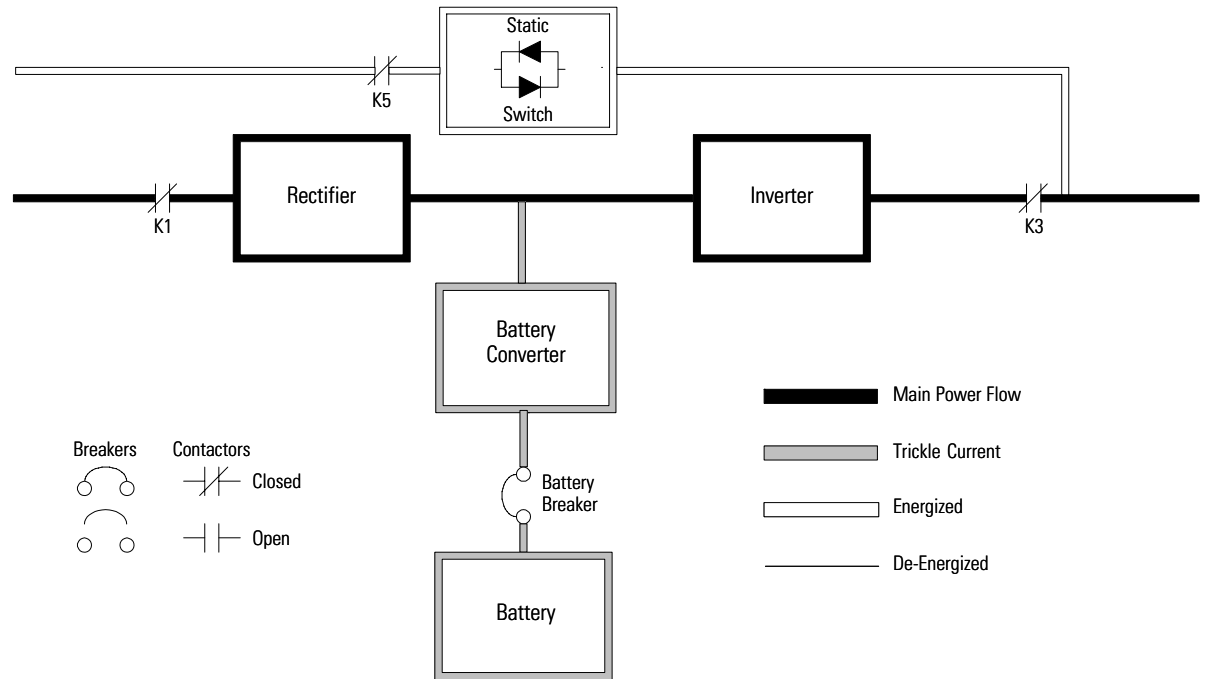 Static
Switch
K5
Rectifier
Inverter
K1
K3
Battery
Converter
Main Power Flow
Breakers
Contactors
Trickle Current
Closed
Battery
Breaker
Energized
Open
De-Energized
Battery